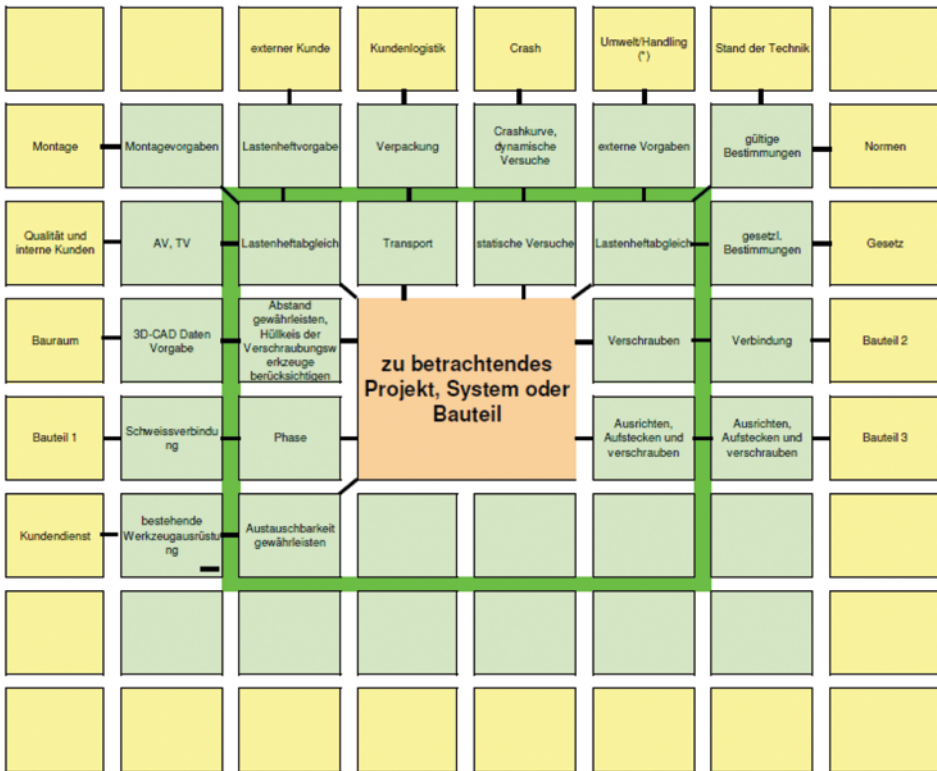 externer Kunde
Kundenlogistik
Crash
Umwelt/Handling
(*)
Stand der Technik
Montage
Montagevorgaben
Lastenheftvorgabe
Verpackung
Crashkurve,
dynamische
Versuche
externe Vorgaben
gültige
Bestimmungen
Normen
Qualität und
interne Kunden
AV, TV
Lastenheftabgleich
Transport
statische Versuche
Lastenheftabgleich
gesetzl.
Bestimmungen
Gesetz
Bauraum
3D-CAD Daten
Vorgabe
Abstand
gewährleisten,
Hüllkeis der
Verschraubungsw
erkzeuge
berücksichtigen
zu betrachtendes
Projekt, System oder
Bauteil
Verschrauben
Verbindung
Bauteil 2
Bauteil 1
Schweissverbindu
ng
Phase
Ausrichten,
Aufstecken und
verschrauben
Ausrichten,
Aufstecken und
verschrauben
Bauteil 3
Kundendienst
bestehende
Werkzeugausrüstu
ng
Austauschbarkeit
gewährleisten